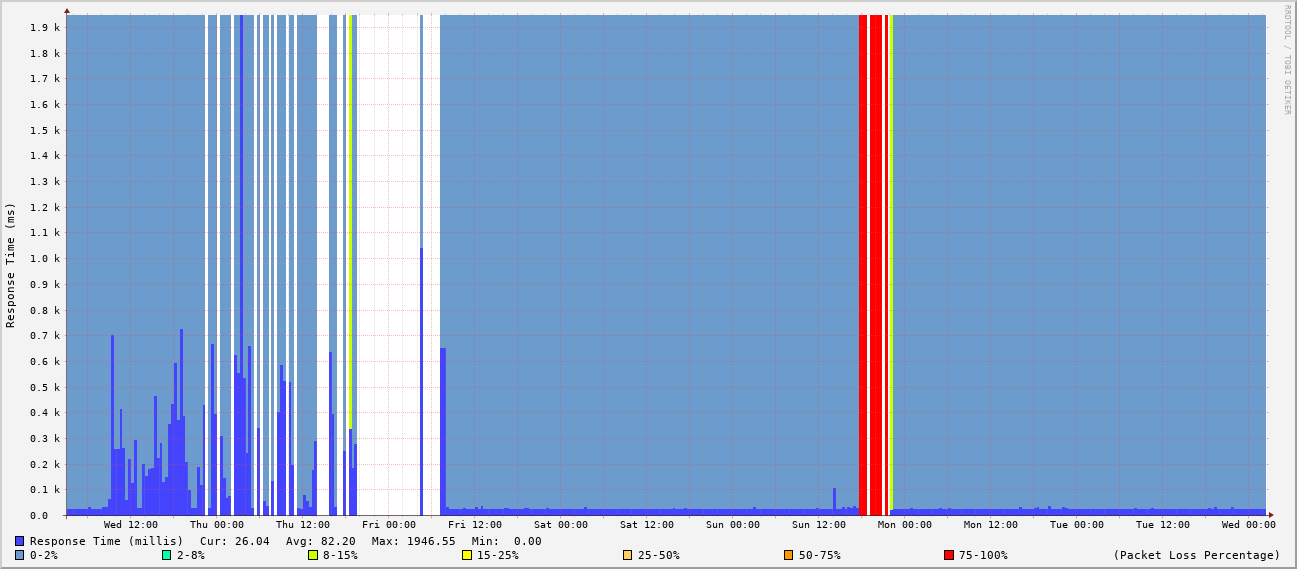 RRDTOOL / TOBI OETIKER
Response Time (ms)
1.9 k
1.8 k
1.7 k
1.6 k
1.5 k
1.4 k
1.3 k
1.2 k
1.1 k
1.0 k
0.9 k
0.8 k
0.7 k
0.6 k
0.5 k
0.4 k
0.3 k
0.2 k
0.1 k
0.0
Wed 12:00 Thu 00:00 Thu 12:00 Fri 00:00 Fri 12:00 Sat 00:00 Sat 12:00 Sun 00:00 Sun 12:00 Mon 00:00 Mon 12:00 Tue 00:00 Tue 12:00 Wed 00:00
Response Time (millis) Cur: 26.04 Avg: 82.20 Max: 1946.55 Min: 0.00
0-2% 2-8% 8-15% 15-25% 25-50% 50-75% 75-100% (Packet Loss Percentage)